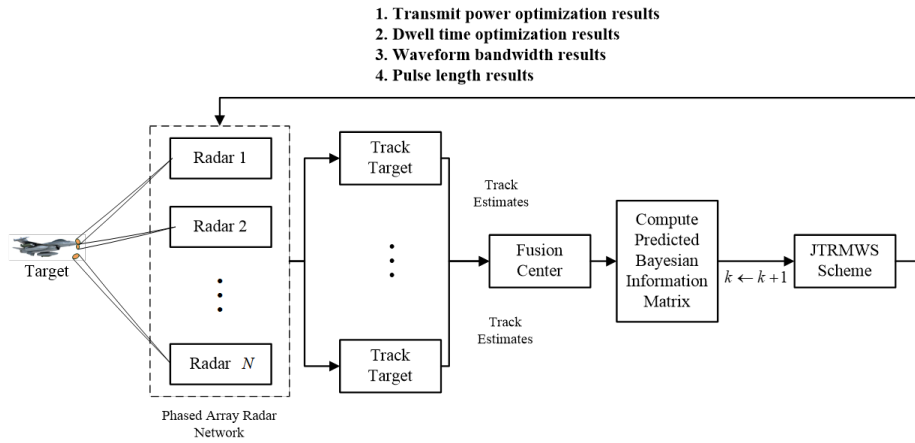 1. Transmit power optimization results
2. Dwell time optimization results
3. Waveform bandwidth results
4. Pulse length results
Radar 1
Radar 2
Radar N
Target
Phased Array Radar
Network
Track
Target
Track
Target
Track
Estimates
Track
Estimates
Fusion
Center
Compute
Predicted
Bayesian
Information
Matrix
k ← k+1
JTRMWS
Scheme